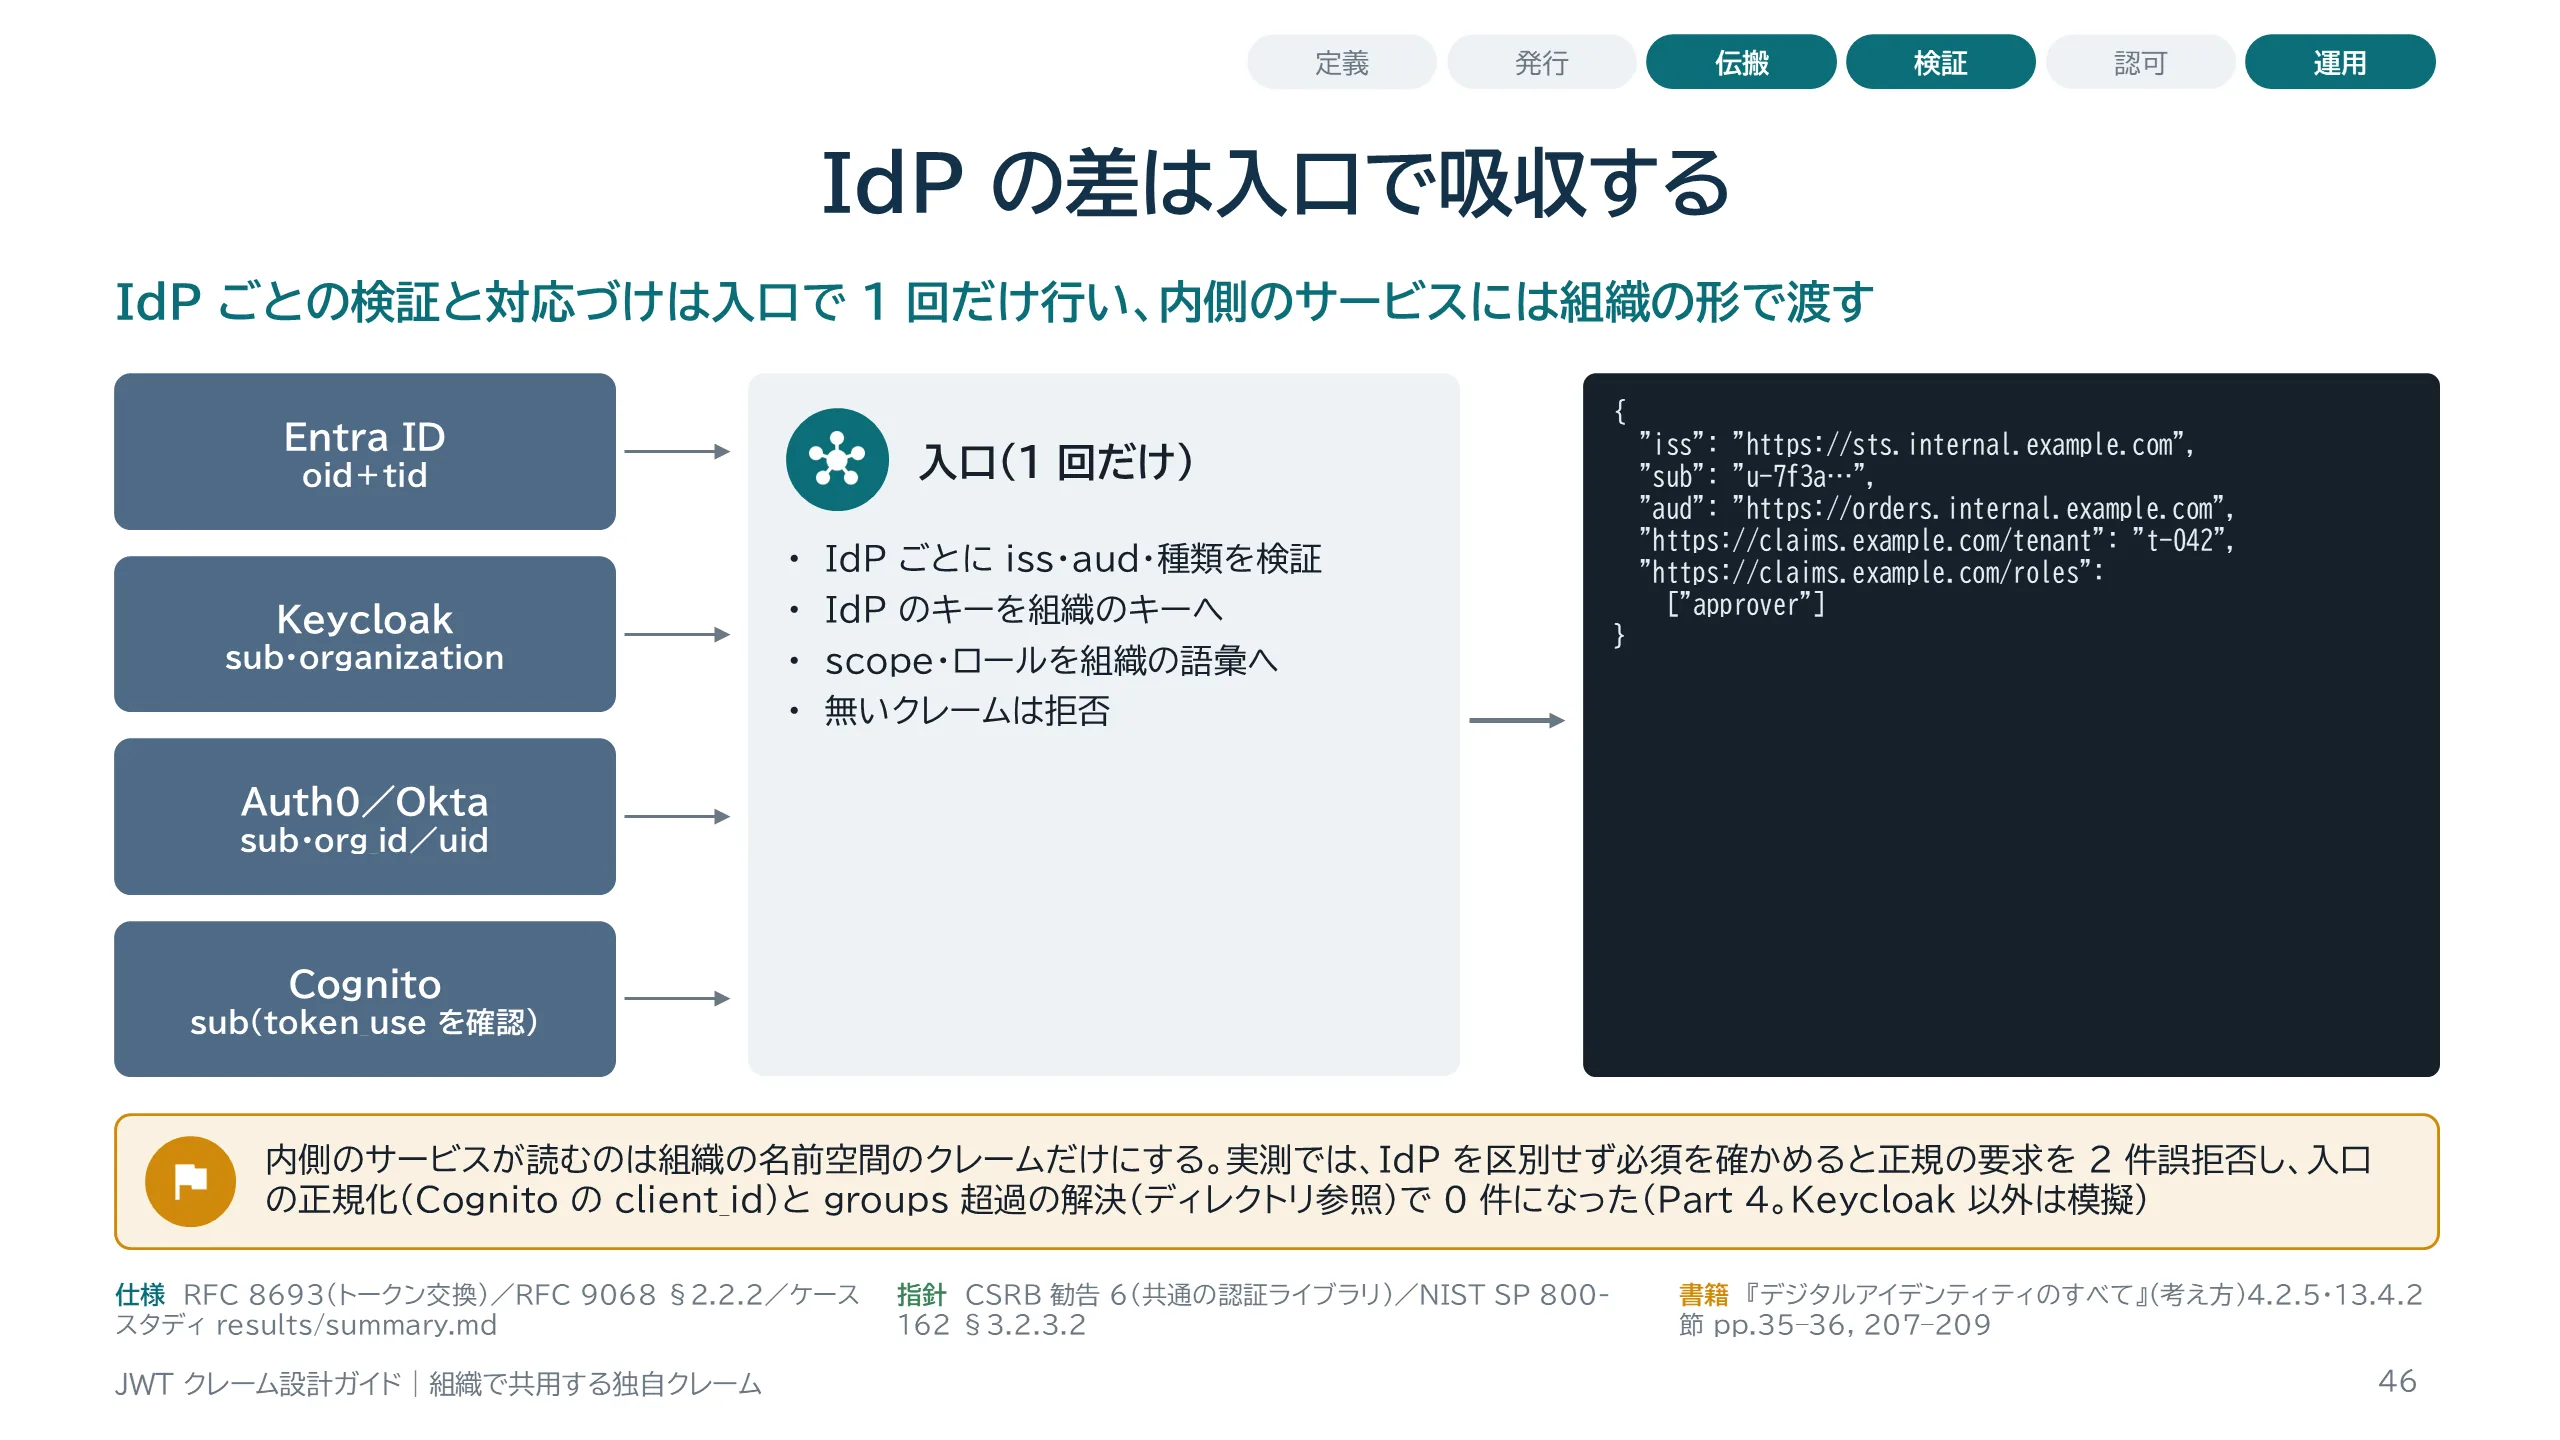 定義
発行
伝搬
検証
認可
運用
IdP の差は入口で吸収する
IdP ごとの検証と対応づけは入口で 1 回だけ行い、内側のサービスには組織の形で渡す
Entra ID
oid＋tid
Keycloak
sub・organization
Auth0／Okta
sub・org_id／uid
Cognito
sub（token_use を確認）
入口（1 回だけ）
• IdP ごとに iss・aud・種類を検証
• IdP のキーを組織のキーへ
• scope・ロールを組織の語彙へ
• 無いクレームは拒否
{
"iss": "https://sts.internal.example.com",
"sub": "u-7f3a…",
"aud": "https://orders.internal.example.com",
"https://claims.example.com/tenant": "t-042",
"https://claims.example.com/roles":
["approver"]
}
内側のサービスが読むのは組織の名前空間のクレームだけにする。実測では、IdP を区別せず必須を確かめると正規の要求を 2 件誤拒否し、入口
の正規化（Cognito の client_id）と groups 超過の解決（ディレクトリ参照）で 0 件になった（Part 4。Keycloak 以外は模擬）
仕様 RFC 8693（トークン交換）／RFC 9068 §2.2.2／ケース
スタディ results/summary.md
指針 CSRB 勧告 6（共通の認証ライブラリ）／NIST SP 800-
162 §3.2.3.2
書籍 『デジタルアイデンティティのすべて』（考え方）4.2.5・13.4.2
節 pp.35–36, 207–209
JWT クレーム設計ガイド｜組織で共用する独自クレーム
46